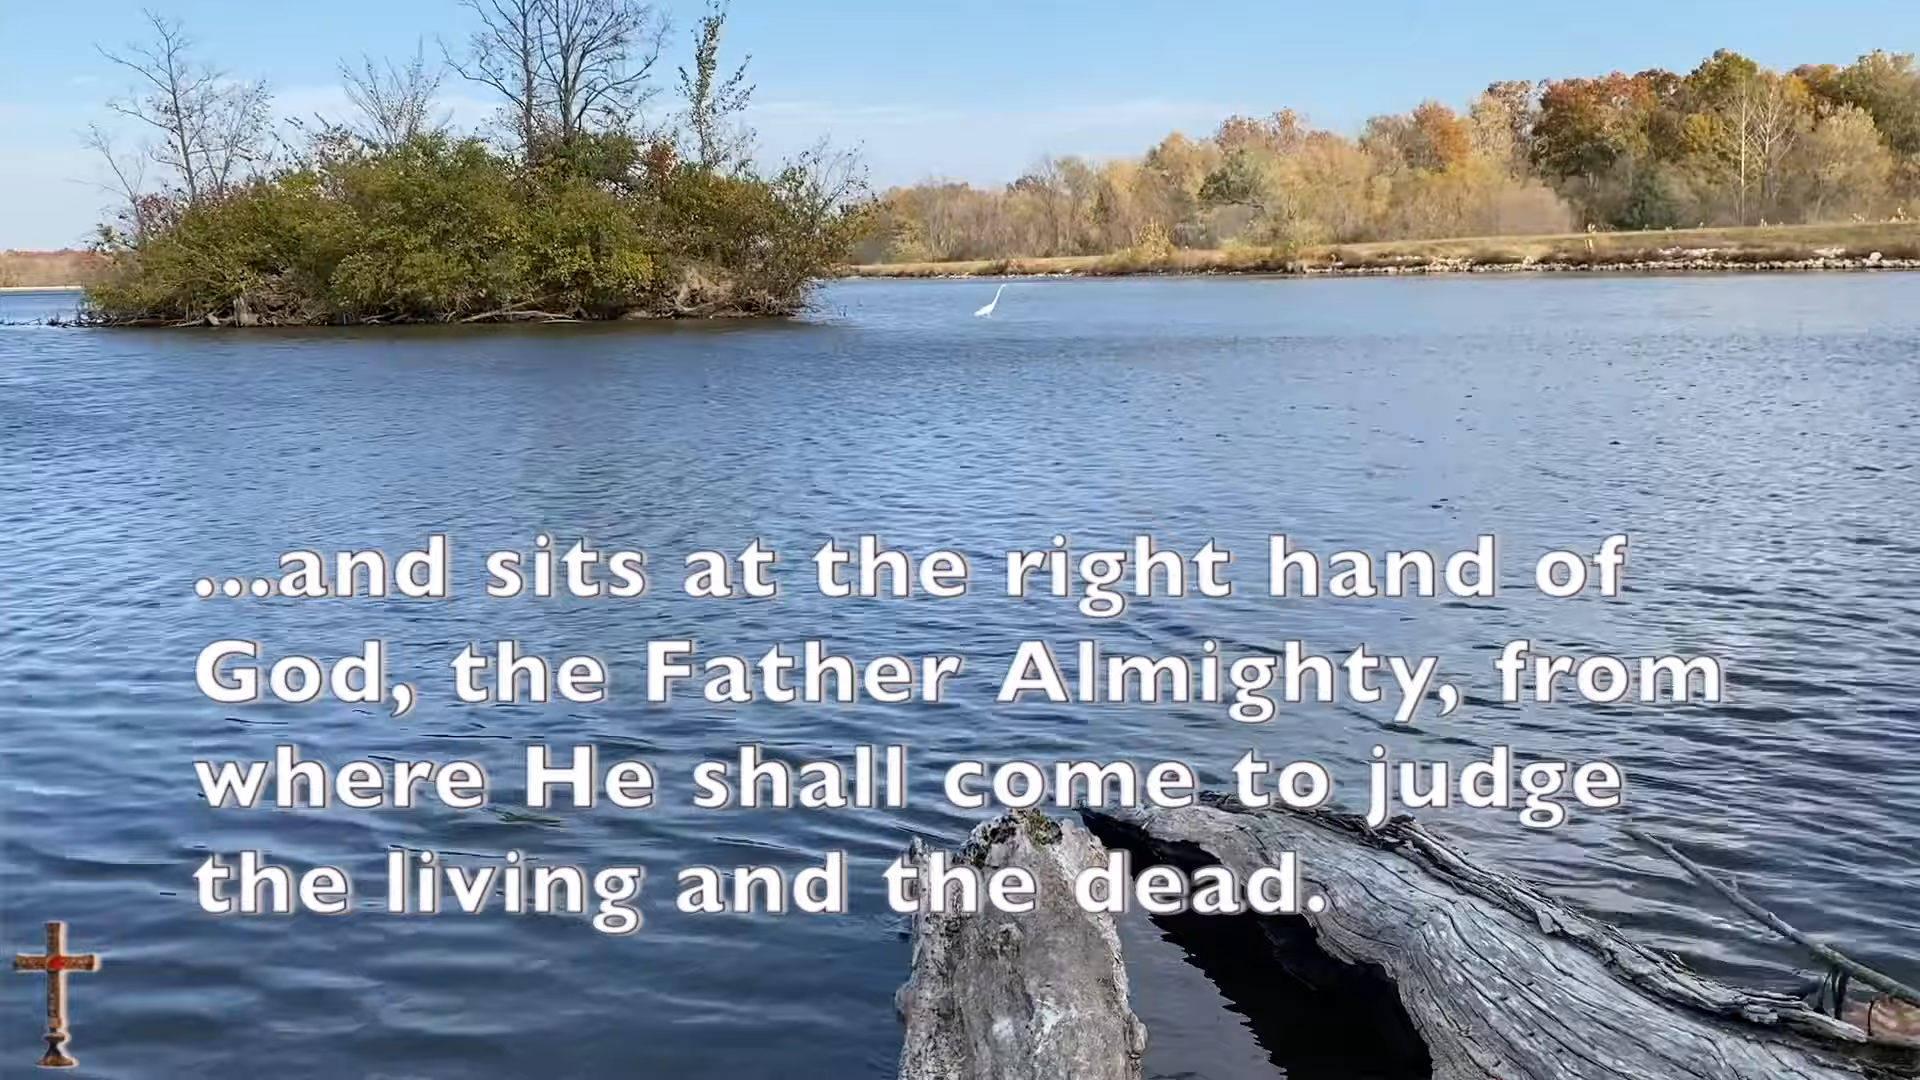 ...and sits at the right hand of
God, the Father Almighty, from
where He shall come to judge
the living and the dead.